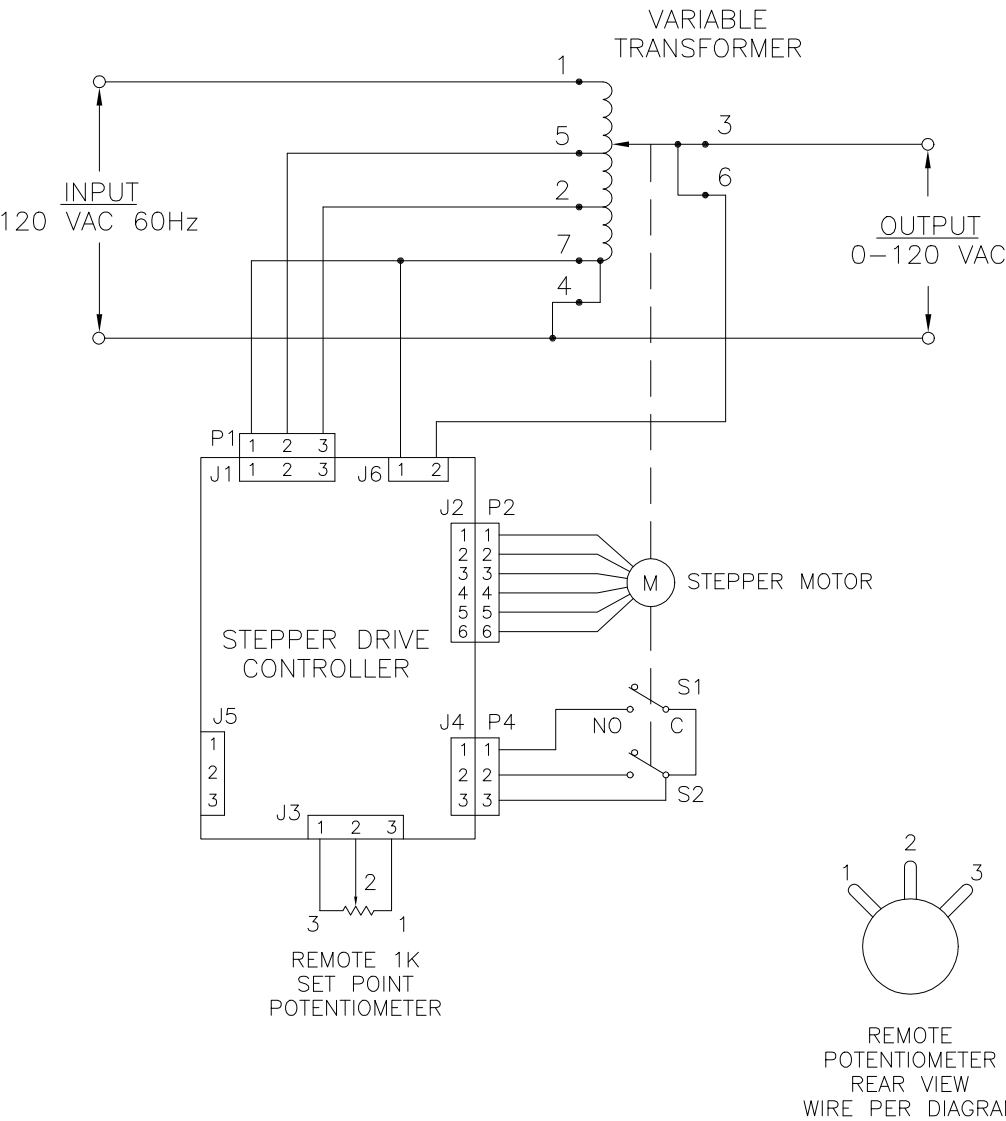 VARIABLE
TRANSFORMER
1
5
3
2
6
INPUT
120 VAC 60Hz
OUTPUT
0-120 VAC
7
4
P1 1 2 3
J1 1 2 3
J6 1 2
J2 P2
1 1
2 2
3 3
4 4
5 5
6 6
M STEPPER MOTOR
STEPPER DRIVE
CONTROLLER
S1
NO C
J5
1
2
3
J4 P4
1 1
2 2
3 3
S2
J3
1 2 3
2
3 1
REMOTE 1K
SET POINT
POTENTIOMETER
1 2 3
REMOTE
POTENTIOMETER
REAR VIEW
WIRE PER